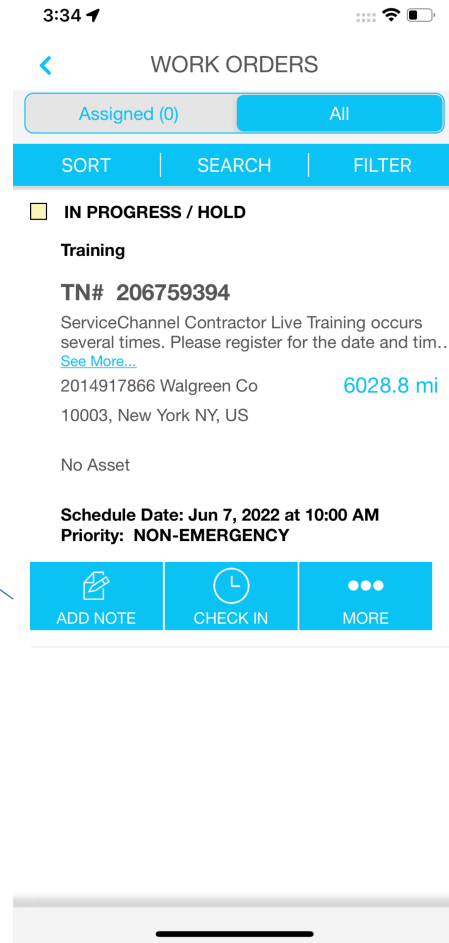 3:34
WORK ORDERS
Assigned (0) All
SORT SEARCH FILTER
IN PROGRESS / HOLD
Training
TN# 206759394
ServiceChannel Contractor Live Training occurs
several times. Please register for the date and tim..
See More...
2014917866 Walgreen Co 6028.8 mi
10003, New York NY, US
No Asset
Schedule Date: Jun 7, 2022 at 10:00 AM
Priority: NON-EMERGENCY
ADD NOTE CHECK IN MORE